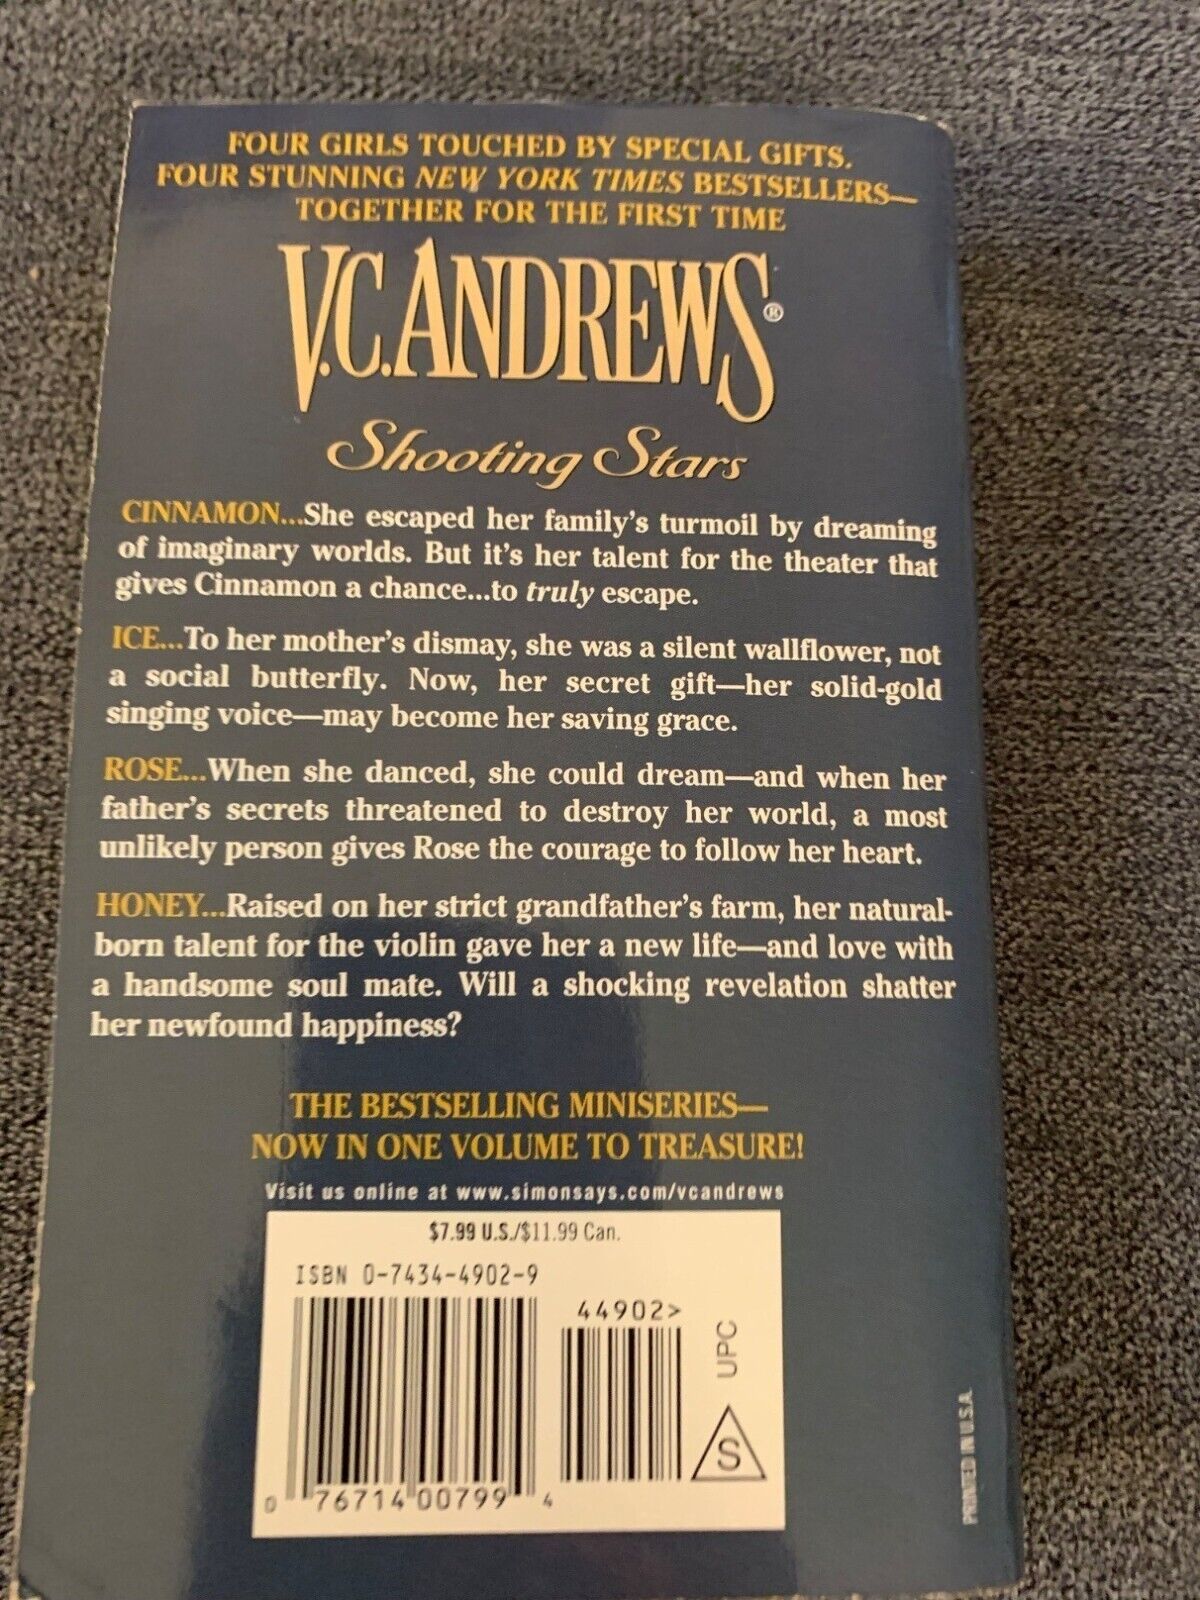 FOUR GIRLS TOUCHED BY SPECIAL GIFTS.
FOUR STUNNING NEW YORK TIMES BESTSELLERS—
TOGETHER FOR THE FIRST TIME
V.C. ANDREWS®
Shooting Stars
CINNAMON...She escaped her family's turmoil by dreaming
of imaginary worlds. But it's her talent for the theater that
gives Cinnamon a chance...to truly escape.
ICE...To her mother's dismay, she was a silent wallflower, not
a social butterfly. Now, her secret gift—her solid-gold
singing voice—may become her saving grace.
ROSE...When she danced, she could dream—and when her
father's secrets threatened to destroy her world, a most
unlikely person gives Rose the courage to follow her heart.
HONEY...Raised on her strict grandfather's farm, her natural-
born talent for the violin gave her a new life—and love with
a handsome soul mate. Will a shocking revelation shatter
her newfound happiness?
THE BESTSELLING MINISERIES—
NOW IN ONE VOLUME TO TREASURE!
Visit us online at www.simonsays.com/vcandrews
$7.99 U.S./$11.99 Can.
ISBN 0-7434-4902-9
44902>
UPC
S
0 76714 00799 4
PRINTED IN U.S.A.